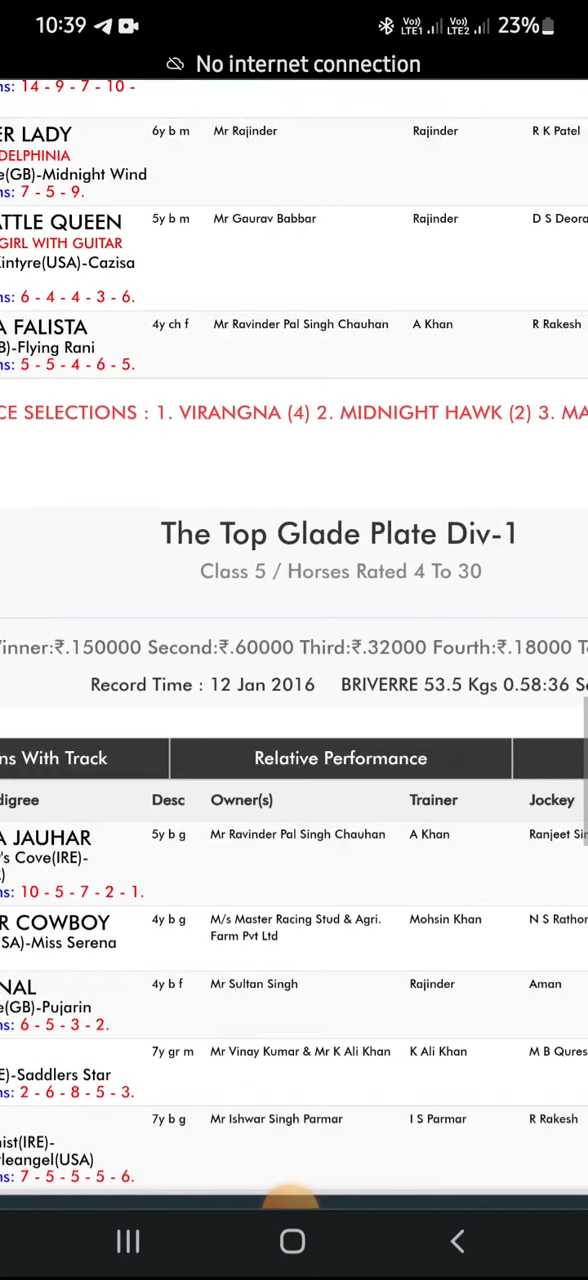 10:39 Vo)) LTE1 Vo)) LTE2 23%
No internet connection
ns: 14 - 9 - 7 - 10 -
ER LADY 6y b m Mr Rajinder Rajinder R K Patel
DELPHINIA
e(GB)-Midnight Wind
ns: 7 - 5 - 9.
ATTLE QUEEN 5y b m Mr Gaurav Babbar Rajinder D S Deora
GIRL WITH GUITAR
Kintyre(USA)-Cazisa
ns: 6 - 4 - 4 - 3 - 6.
A FALISTA 4y ch f Mr Ravinder Pal Singh Chauhan A Khan R Rakesh
B)-Flying Rani
ns: 5 - 5 - 4 - 6 - 5.
CE SELECTIONS : 1. VIRANGNA (4) 2. MIDNIGHT HAWK (2) 3. MA
The Top Glade Plate Div-1
Class 5 / Horses Rated 4 To 30
Vinner:₹.150000 Second:₹.60000 Third:₹.32000 Fourth:₹.18000 T
Record Time : 12 Jan 2016 BRIVERRE 53.5 Kgs 0.58:36 Se
ns With Track Relative Performance
digree Desc Owner(s) Trainer Jockey
A JAUHAR 5y b g Mr Ravinder Pal Singh Chauhan A Khan Ranjeet Sin
's Cove(IRE)-
)
ns: 10 - 5 - 7 - 2 - 1.
R COWBOY 4y b g M/s Master Racing Stud & Agri. Mohsin Khan N S Rathor
Farm Pvt Ltd
SA)-Miss Serena
NAL 4y b f Mr Sultan Singh Rajinder Aman
e(GB)-Pujarin
ns: 6 - 5 - 3 - 2.
7y gr m Mr Vinay Kumar & Mr K Ali Khan K Ali Khan M B Qures
E)-Saddlers Star
ns: 2 - 6 - 8 - 5 - 3.
7y b g Mr Ishwar Singh Parmar I S Parmar R Rakesh
ist(IRE)-
leangel(USA)
ns: 7 - 5 - 5 - 5 - 6.